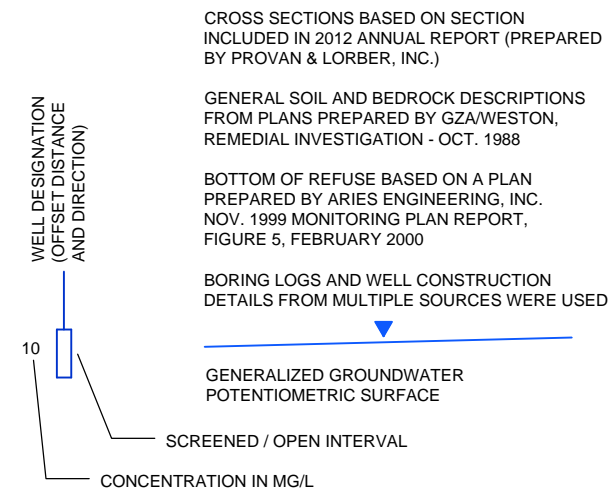 CROSS SECTIONS BASED ON SECTION
INCLUDED IN 2012 ANNUAL REPORT (PREPARED
BY PROVAN & LORBER, INC.)
GENERAL SOIL AND BEDROCK DESCRIPTIONS
FROM PLANS PREPARED BY GZA/WESTON,
REMEDIAL INVESTIGATION - OCT. 1988
BOTTOM OF REFUSE BASED ON A PLAN
PREPARED BY ARIES ENGINEERING, INC.
NOV. 1999 MONITORING PLAN REPORT,
FIGURE 5, FEBRUARY 2000
BORING LOGS AND WELL CONSTRUCTION
DETAILS FROM MULTIPLE SOURCES WERE USED
WELL DESIGNATION
(OFFSET DISTANCE
AND DIRECTION)
10
GENERALIZED GROUNDWATER
POTENTIOMETRIC SURFACE
SCREENED / OPEN INTERVAL
CONCENTRATION IN MG/L